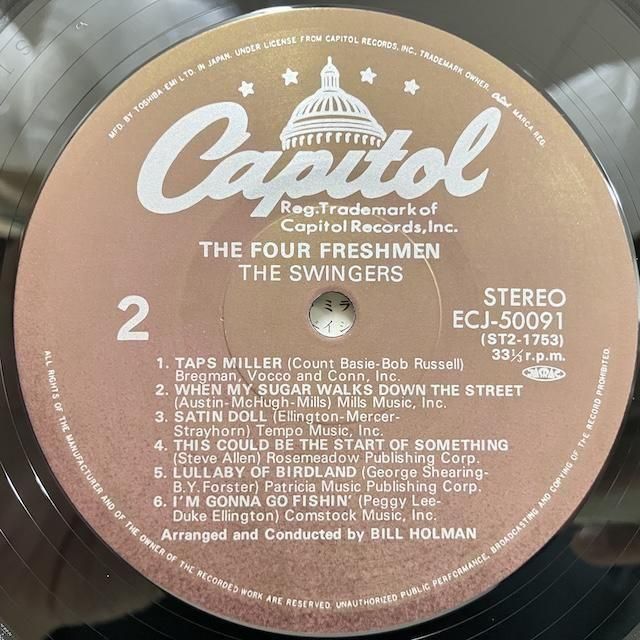 MFD. BY TOSHIBA-EMI LTD. IN JAPAN. UNDER LICENSE FROM CAPITOL RECORDS, INC., TRADEMARK OWNER. Capitol MARCA REG.
Capitol
Reg. Trademark of
Capitol Records, Inc.
THE FOUR FRESHMEN
THE SWINGERS
2
STEREO
ECJ-50091
(ST2-1753)
33⅓ r.p.m.
JASRAC
1. TAPS MILLER (Count Basie-Bob Russell)
Bregman, Vocco and Conn, Inc.
2. WHEN MY SUGAR WALKS DOWN THE STREET
(Austin-McHugh-Mills) Mills Music, Inc.
3. SATIN DOLL (Ellington-Mercer-
Strayhorn) Tempo Music, Inc.
4. THIS COULD BE THE START OF SOMETHING
(Steve Allen) Rosemeadow Publishing Corp.
5. LULLABY OF BIRDLAND (George Shearing-
B.Y. Forster) Patricia Music Publishing Corp.
6. I'M GONNA GO FISHIN' (Peggy Lee-
Duke Ellington) Comstock Music, Inc.
Arranged and Conducted by BILL HOLMAN
ALL RIGHTS OF THE MANUFACTURER AND OF THE OWNER OF THE RECORDED WORK ARE RESERVED. UNAUTHORIZED PUBLIC PERFORMANCE, BROADCASTING AND COPYING OF THE RECORD PROHIBITED.